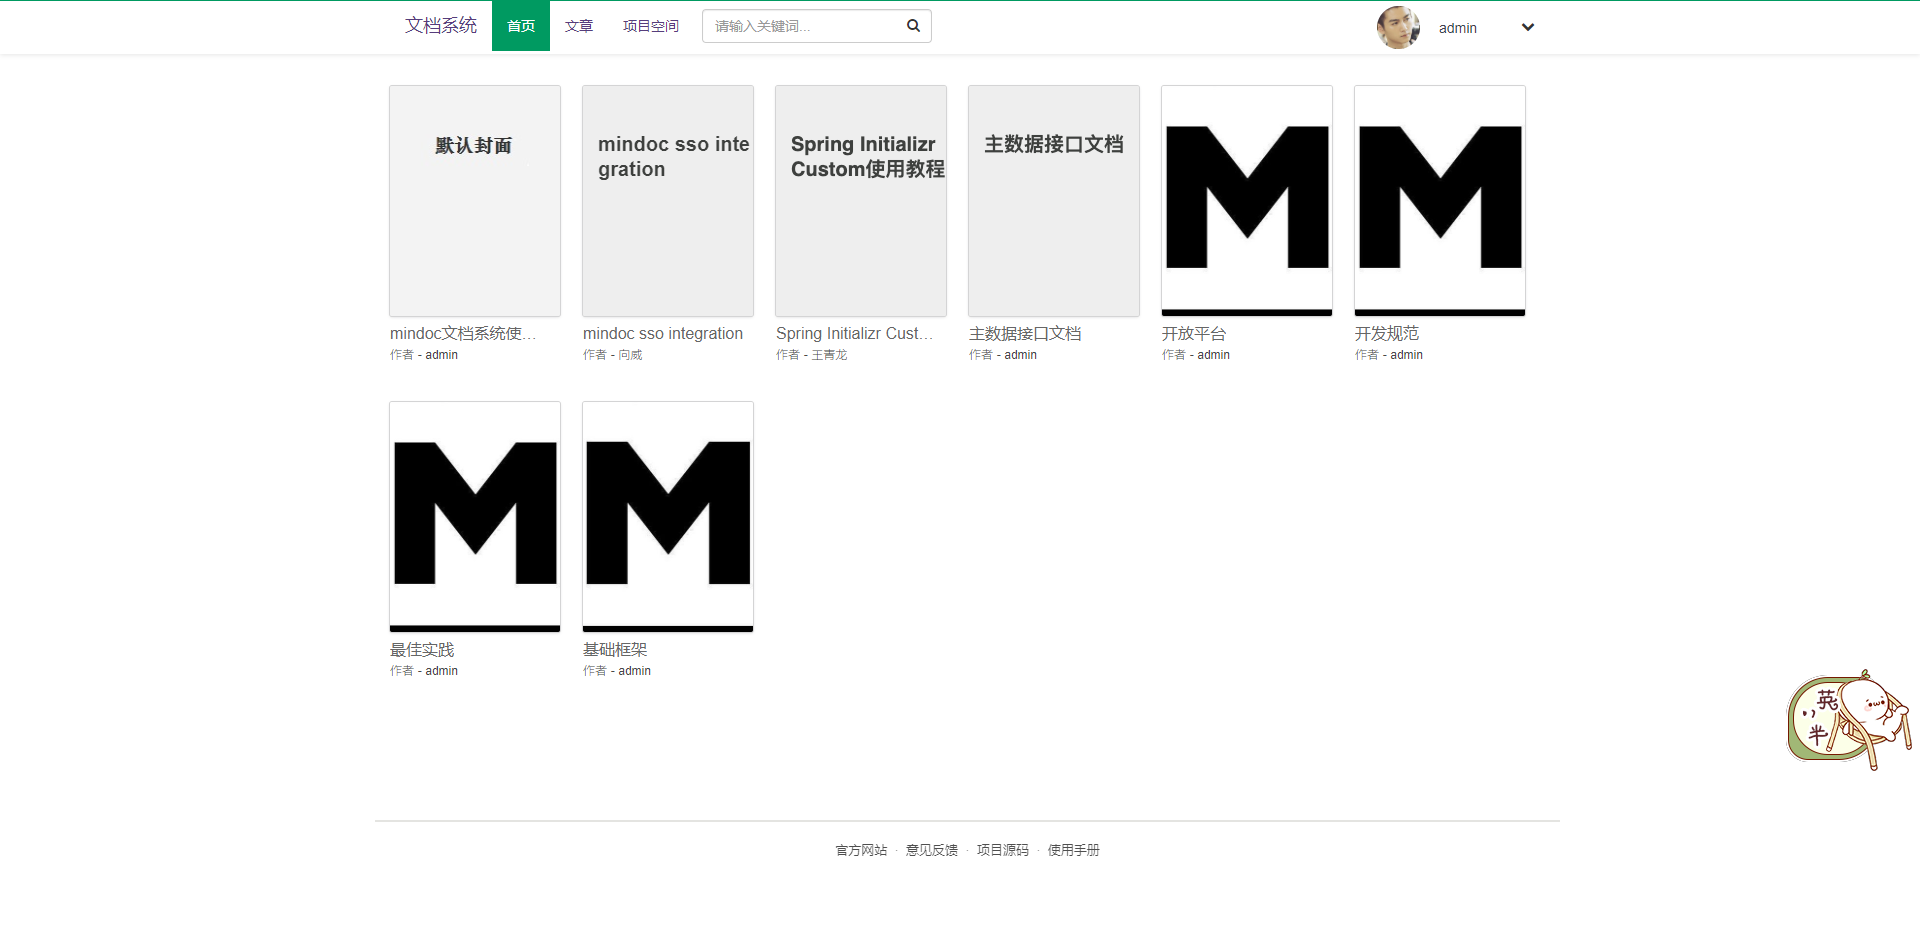 文档系统 首页 文章 项目空间 请输入关键词... admin
默认封面
mindoc文档系统使...
作者 - admin
mindoc sso inte
gration
mindoc sso integration
作者 - 向威
Spring Initializr
Custom使用教程
Spring Initializr Cust...
作者 - 王青龙
主数据接口文档
主数据接口文档
作者 - admin
M
开放平台
作者 - admin
M
开发规范
作者 - admin
M
最佳实践
作者 - admin
M
基础框架
作者 - admin
英
半
官方网站 · 意见反馈 · 项目源码 · 使用手册